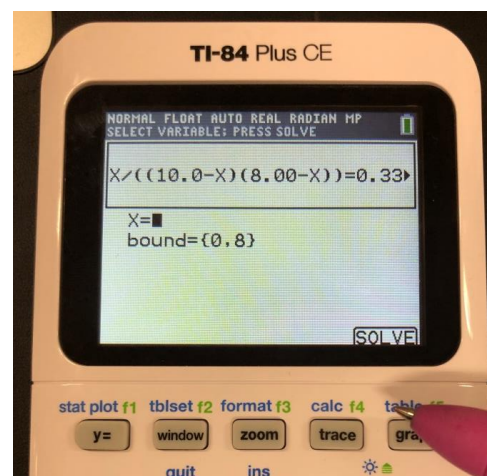 TI-84 Plus CE
NORMAL FLOAT AUTO REAL RADIAN MP
SELECT VARIABLE; PRESS SOLVE
X/((10.0-X)(8.00-X))=0.33
X=
bound={0,8}
SOLVE
stat plot f1 tblset f2 format f3 calc f4 table
y= window zoom trace
quit ins